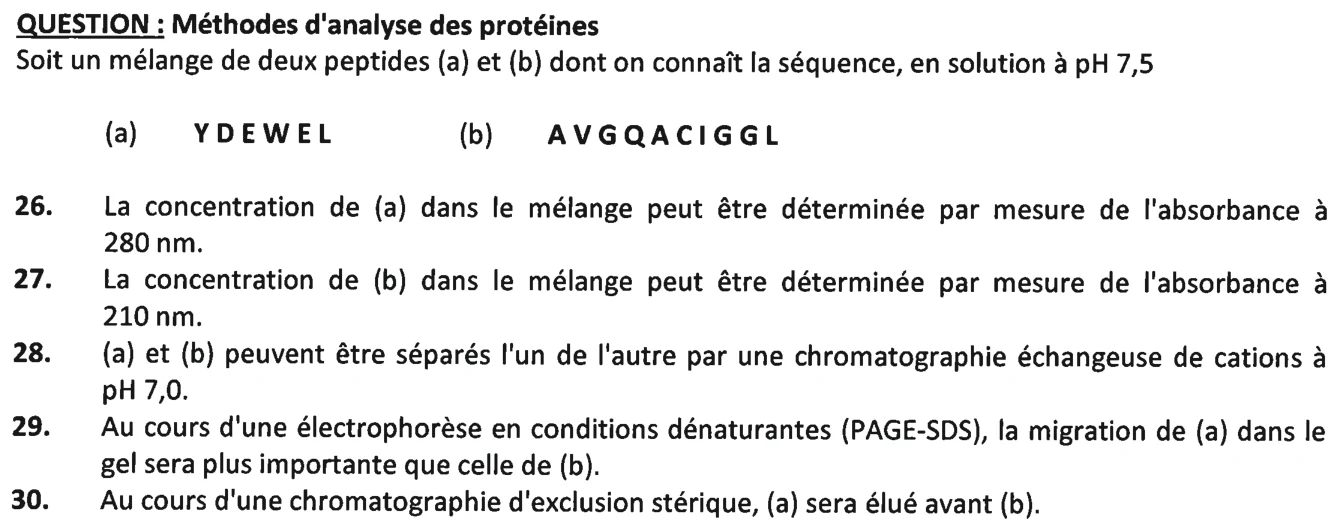 QUESTION : Méthodes d'analyse des protéines
Soit un mélange de deux peptides (a) et (b) dont on connaît la séquence, en solution à pH 7,5
(a) Y D E W E L (b) A V G Q A C I G G L
26. La concentration de (a) dans le mélange peut être déterminée par mesure de l'absorbance à
280 nm.
27. La concentration de (b) dans le mélange peut être déterminée par mesure de l'absorbance à
210 nm.
28. (a) et (b) peuvent être séparés l'un de l'autre par une chromatographie échangeuse de cations à
pH 7,0.
29. Au cours d'une électrophorèse en conditions dénaturantes (PAGE-SDS), la migration de (a) dans le
gel sera plus importante que celle de (b).
30. Au cours d'une chromatographie d'exclusion stérique, (a) sera élué avant (b).